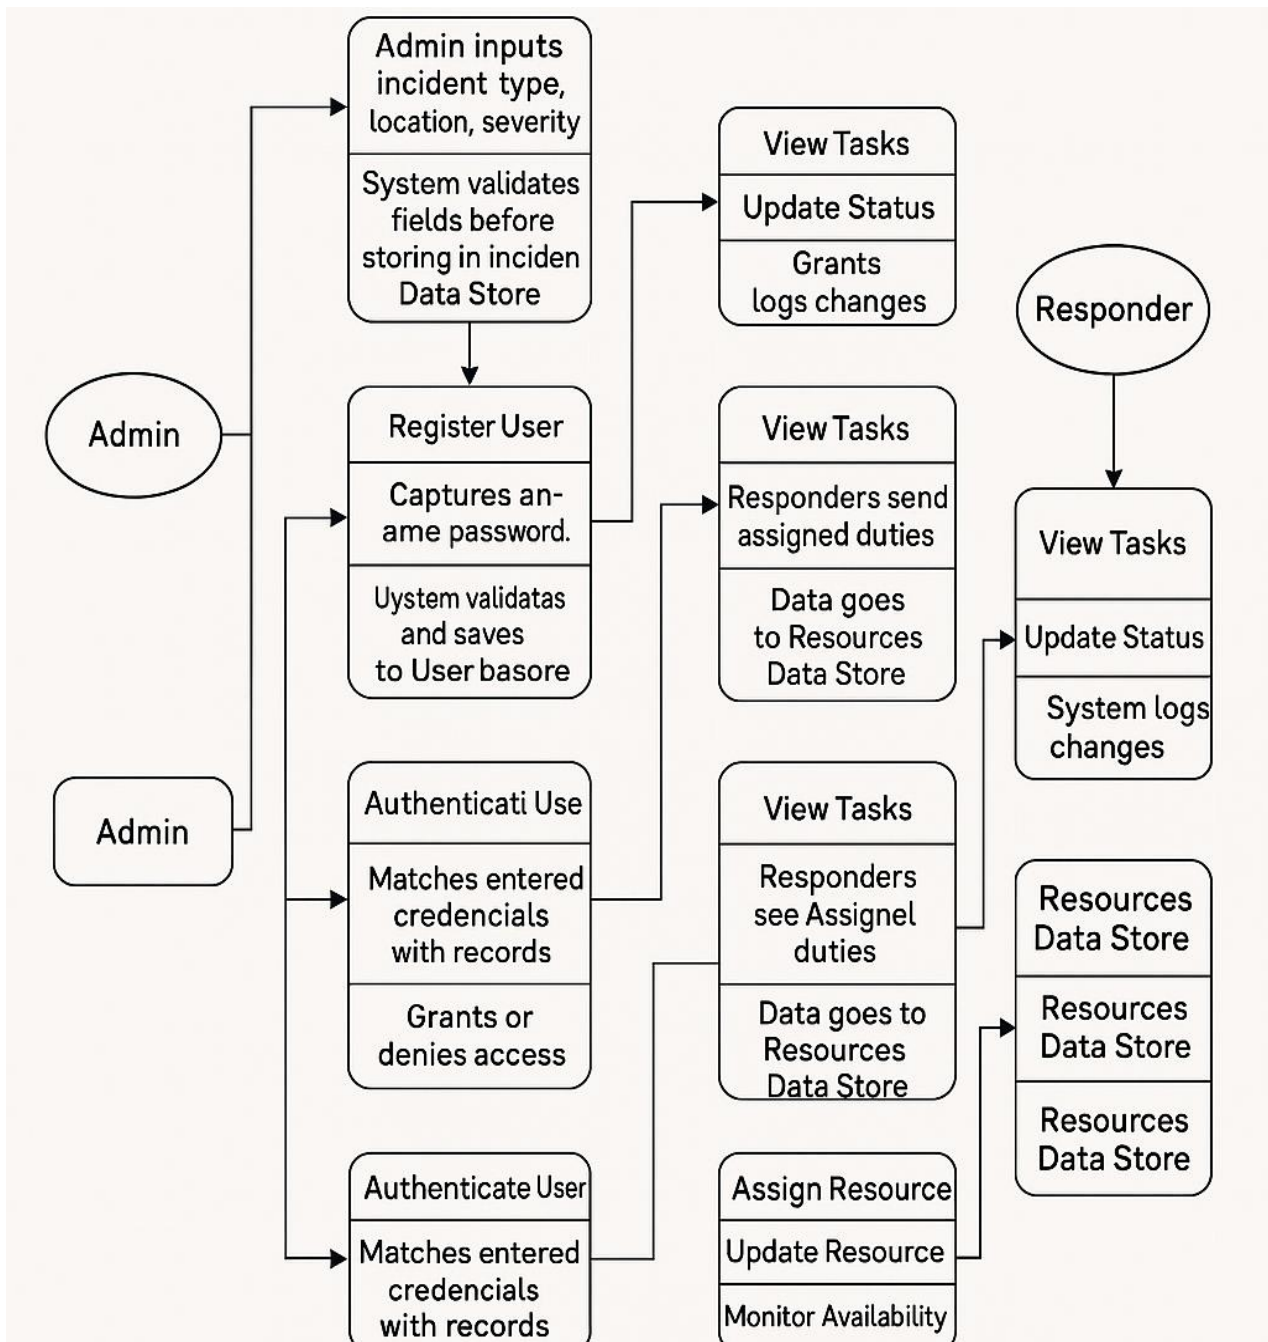 Admin inputs
incident type,
location, severity
System validates
fields before
storing in inciden
Data Store
Admin
Register User
Captures an-
ame password.
Uystem validatas
and saves
to User basore
Admin
Authenticati Use
Matches entered
credencials
with records
Grants or
denies access
Authenticate User
Matches entered
credencials
with records
View Tasks
Update Status
Grants
logs changes
View Tasks
Responders send
assigned duties
Data goes
to Resources
Data Store
View Tasks
Responders
see Assignel
duties
Data goes to
Resources
Data Store
Assign Resource
Update Resource
Monitor Availability
Responder
View Tasks
Update Status
System logs
changes
Resources
Data Store
Resources
Data Store
Resources
Data Store